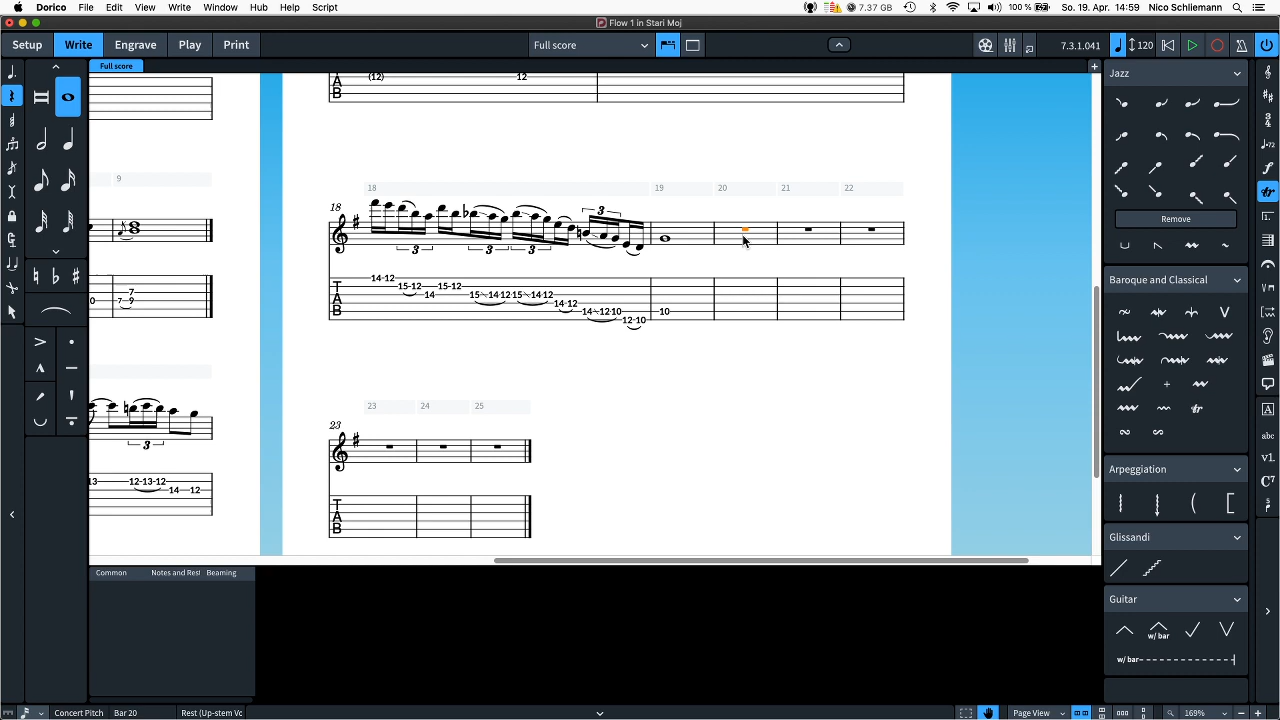 Dorico File Edit View Write Window Hub Help Script 7.37 GB 100 % So. 19. Apr. 14:59 Nico Schliemann
Flow 1 in Stari Moj
Setup Write Engrave Play Print Full score 7.3.1.041 120
Full score
Jazz
(12) 12
9
18 19 20 21 22
18
3
3 3 3
Remove
Baroque and Classical
14-12
15-12 15-12
14 15 14 12 15 14 12
14-12
14 12 10 10
12-10
7
0 7 9
23 24 25
23
3
13 12-13-12
14 12
T
A
B
Arpeggiation
Glissandi
Common Notes and Rest Beaming
Guitar
w/ bar
w/ bar
Concert Pitch Bar 20 Rest (Up-stem Vo Page View 169%